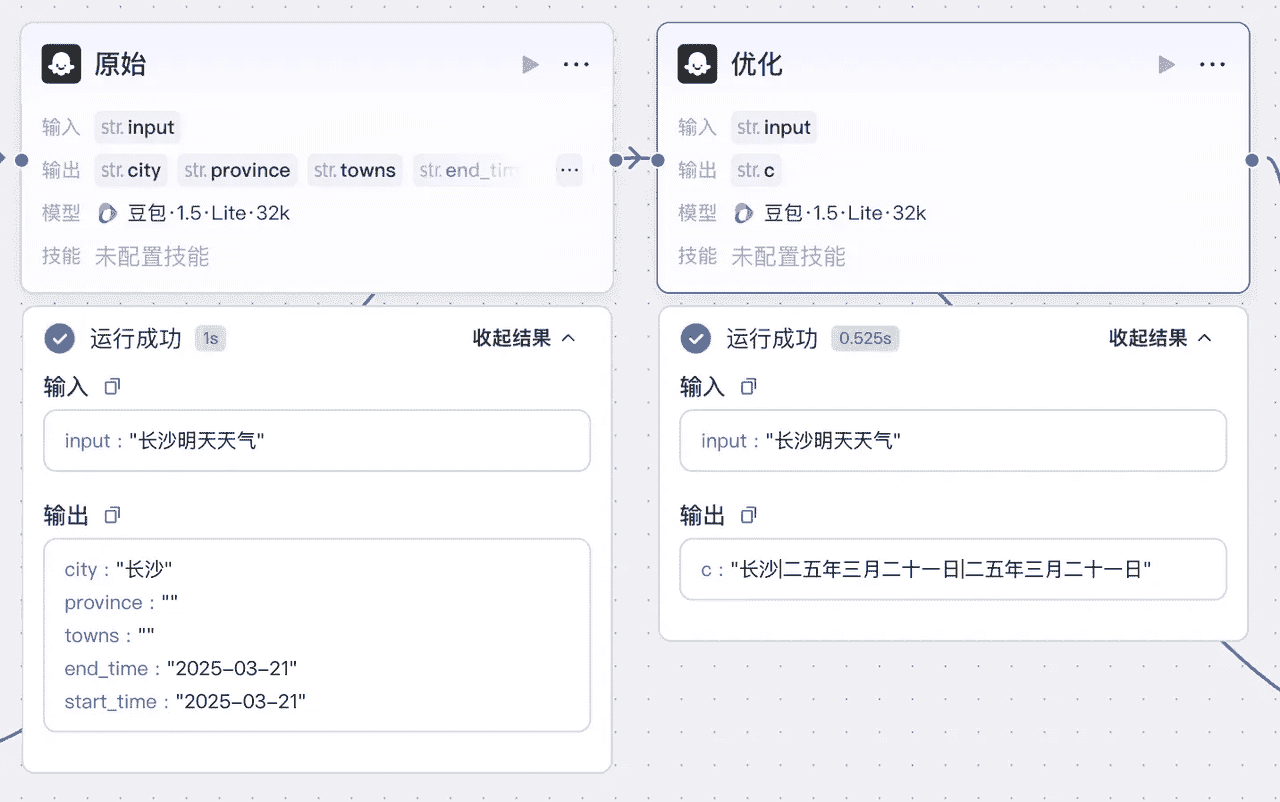 原始
输入 str. input
输出 str. city str. province str. towns str. end_tim ...
模型 豆包·1.5·Lite·32k
技能 未配置技能
运行成功 1s 收起结果
输入
input : "长沙明天天气"
输出
city : "长沙"
province : ""
towns : ""
end_time : "2025-03-21"
start_time : "2025-03-21"
优化
输入 str. input
输出 str. c
模型 豆包·1.5·Lite·32k
技能 未配置技能
运行成功 0.525s 收起结果
输入
input : "长沙明天天气"
输出
c : "长沙|二五年三月二十一日|二五年三月二十一日"